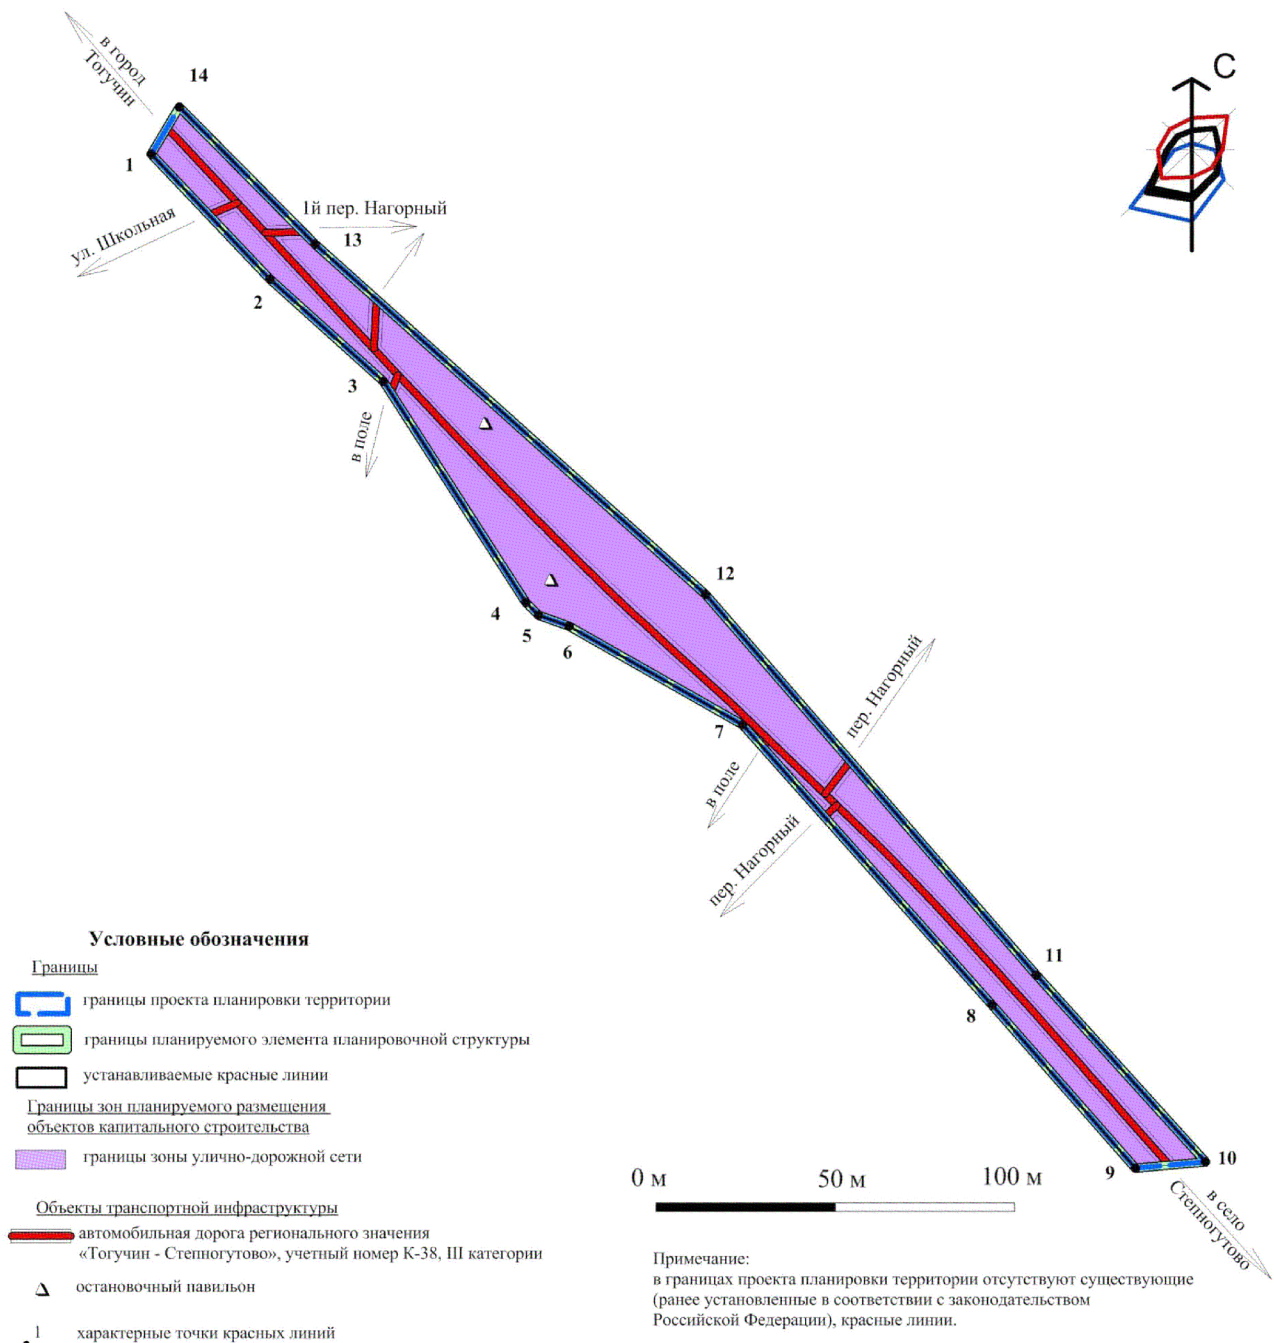 в город
Тогучин
14
С
1
1й пер. Нагорный
ул. Школьная
13
2
3
в поле
12
4
5
6
пер. Нагорный
7
в поле
пер. Нагорный
11
8
9
10
в село
Степногутово
Условные обозначения
Границы
границы проекта планировки территории
границы планируемого элемента планировочной структуры
устанавливаемые красные линии
Границы зон планируемого размещения
объектов капитального строительства
границы зоны улично-дорожной сети
Объекты транспортной инфраструктуры
автомобильная дорога регионального значения
«Тогучин - Степногутово», учетный номер К-38, III категории
остановочный павильон
1 характерные точки красных линий
0 м 50 м 100 м
Примечание:
в границах проекта планировки территории отсутствуют существующие
(ранее установленные в соответствии с законодательством
Российской Федерации), красные линии.